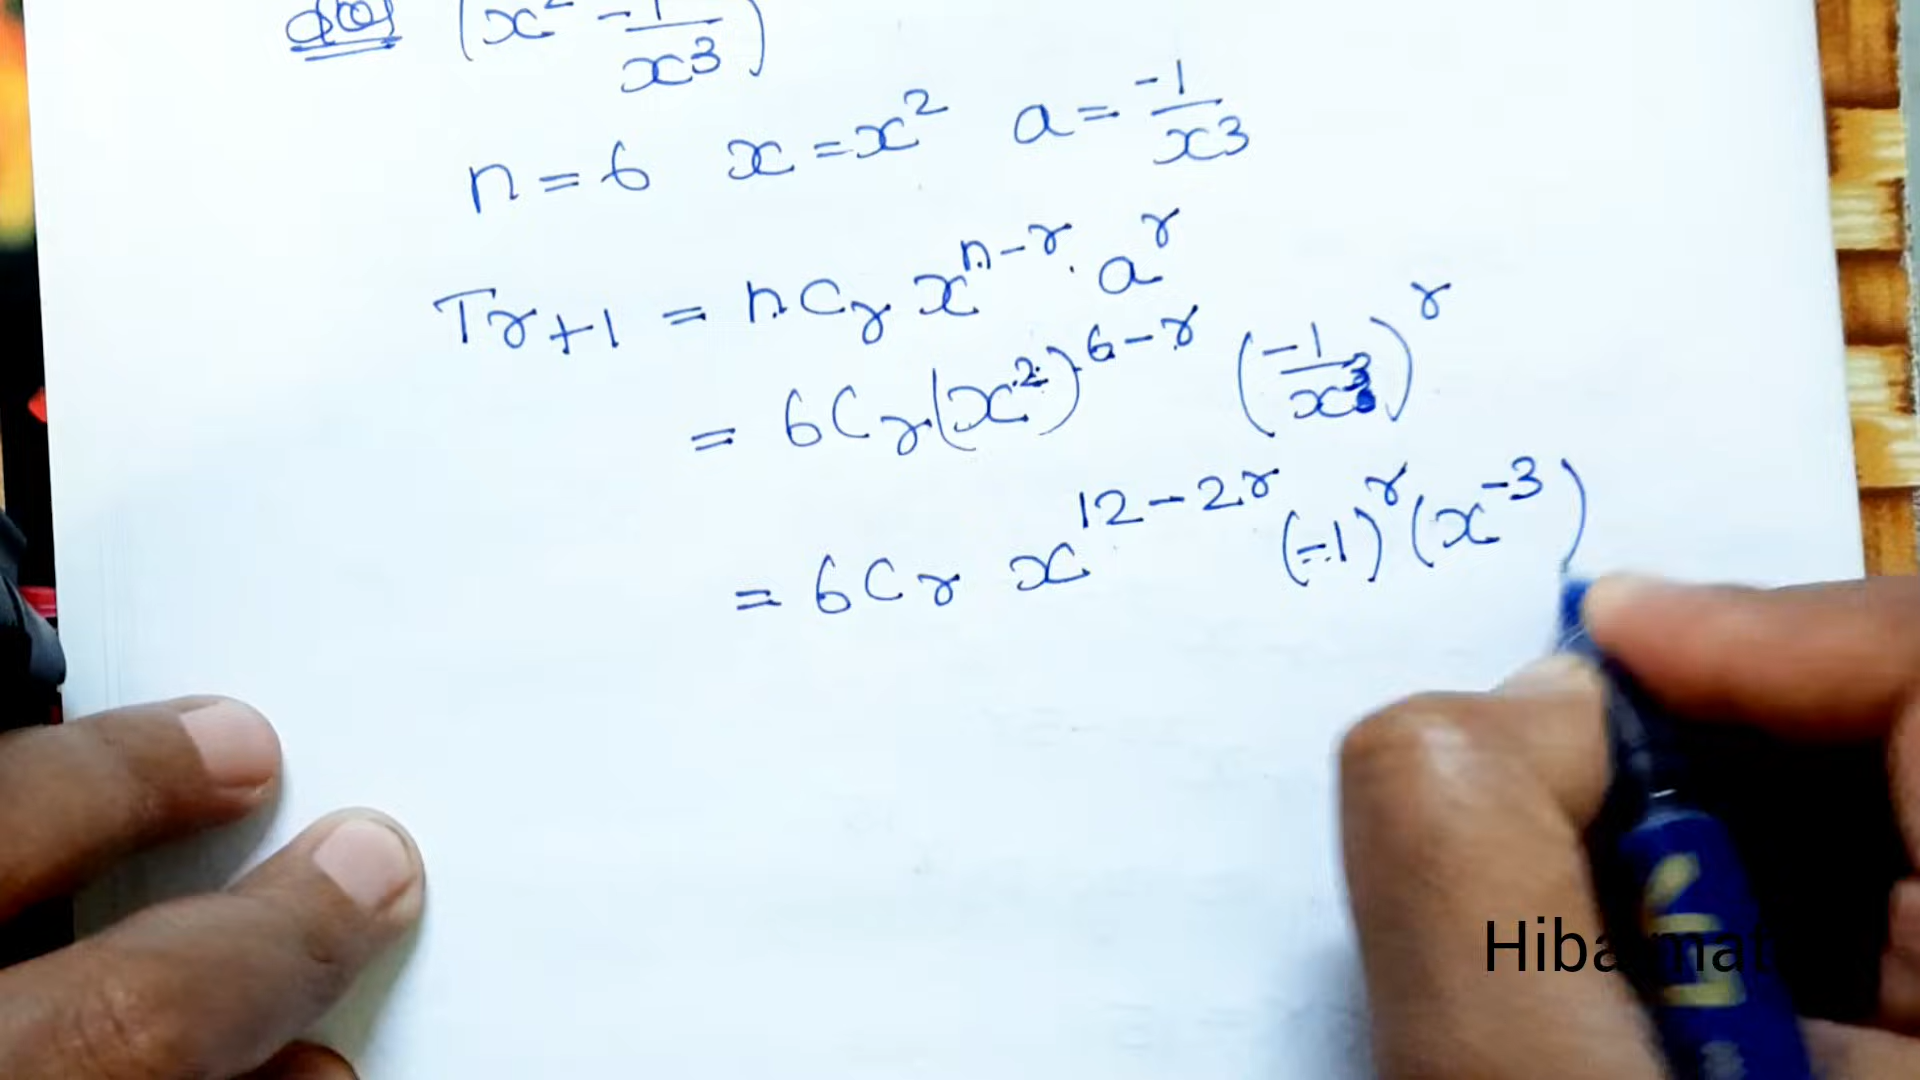 (x² -1/x³)
n = 6 x = x² a = -1/x³
Tr+1 = nCr x^n-r . a^r
= 6Cr (x²)^6-r (-1/x³)^r
= 6Cr x^12-2r (-1)^r (x^-3)
Hiba